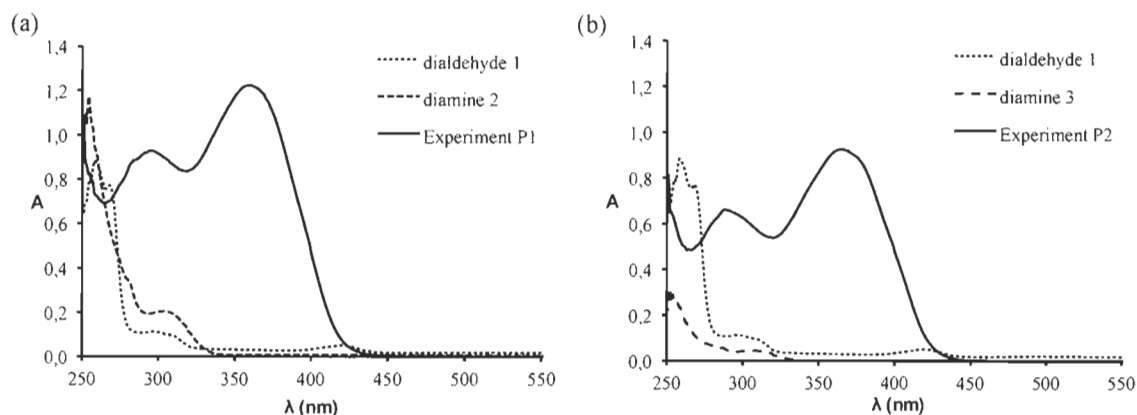 (a)
1,4
1,2
1,0
0,8
A
0,6
0,4
0,2
0,0
250 300 350 400 450 500 550
λ (nm)
dialdehyde 1
diamine 2
Experiment P1
(b)
1,4
1,2
1,0
0,8
A
0,6
0,4
0,2
0,0
250 300 350 400 450 500 550
λ (nm)
dialdehyde 1
diamine 3
Experiment P2